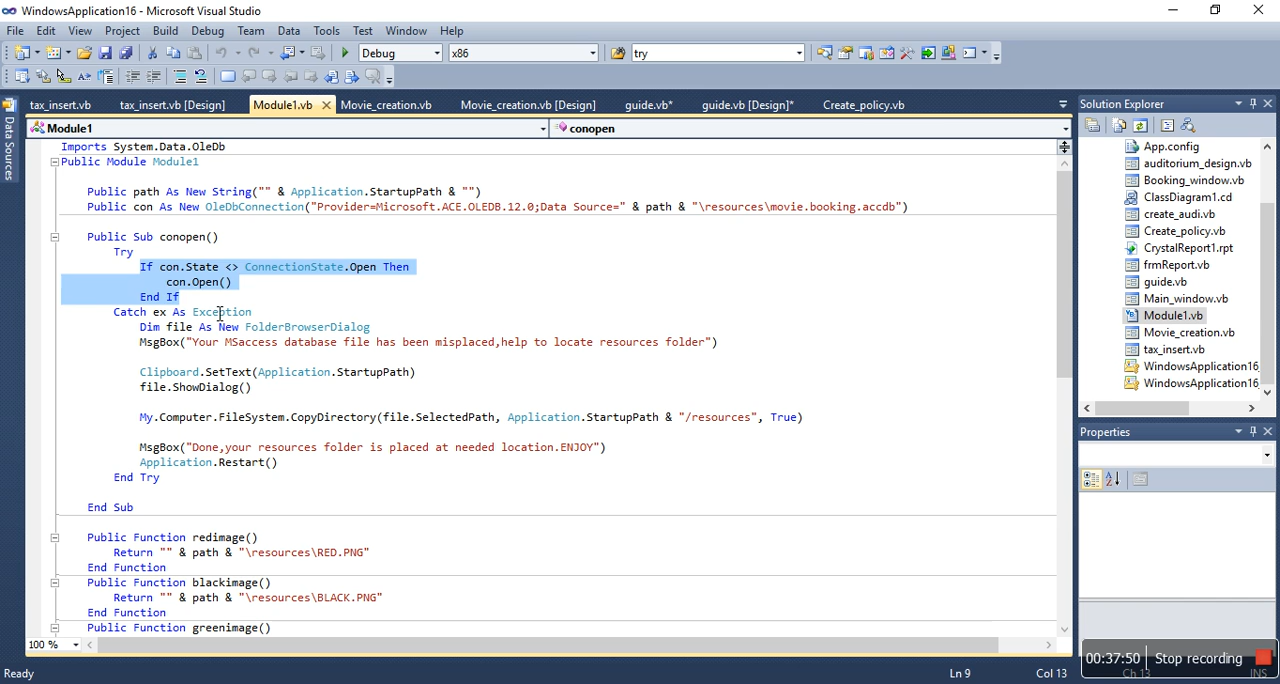 WindowsApplication16 - Microsoft Visual Studio
File Edit View Project Build Debug Team Data Tools Test Window Help
Debug x86 try
tax_insert.vb tax_insert.vb [Design] Module1.vb Movie_creation.vb Movie_creation.vb [Design] guide.vb* guide.vb [Design]* Create_policy.vb
Data Sources
Module1 conopen
Imports System.Data.OleDb
Public Module Module1
Public path As New String("" & Application.StartupPath & "")
Public con As New OleDbConnection("Provider=Microsoft.ACE.OLEDB.12.0;Data Source=" & path & "\resources\movie.booking.accdb")
Public Sub conopen()
Try
If con.State <> ConnectionState.Open Then
con.Open()
End If
Catch ex As Exception
Dim file As New FolderBrowserDialog
MsgBox("Your MSaccess database file has been misplaced,help to locate resources folder")
Clipboard.SetText(Application.StartupPath)
file.ShowDialog()
My.Computer.FileSystem.CopyDirectory(file.SelectedPath, Application.StartupPath & "/resources", True)
MsgBox("Done,your resources folder is placed at needed location.ENJOY")
Application.Restart()
End Try
End Sub
Public Function redimage()
Return "" & path & "\resources\RED.PNG"
End Function
Public Function blackimage()
Return "" & path & "\resources\BLACK.PNG"
End Function
Public Function greenimage()
100 %
Solution Explorer
App.config
auditorium_design.vb
Booking_window.vb
ClassDiagram1.cd
create_audi.vb
Create_policy.vb
CrystalReport1.rpt
frmReport.vb
guide.vb
Main_window.vb
Module1.vb
Movie_creation.vb
tax_insert.vb
WindowsApplication16
WindowsApplication16
Properties
00:37:50 Stop recording
Ready Ln 9 Col 13 Ch 13 INS